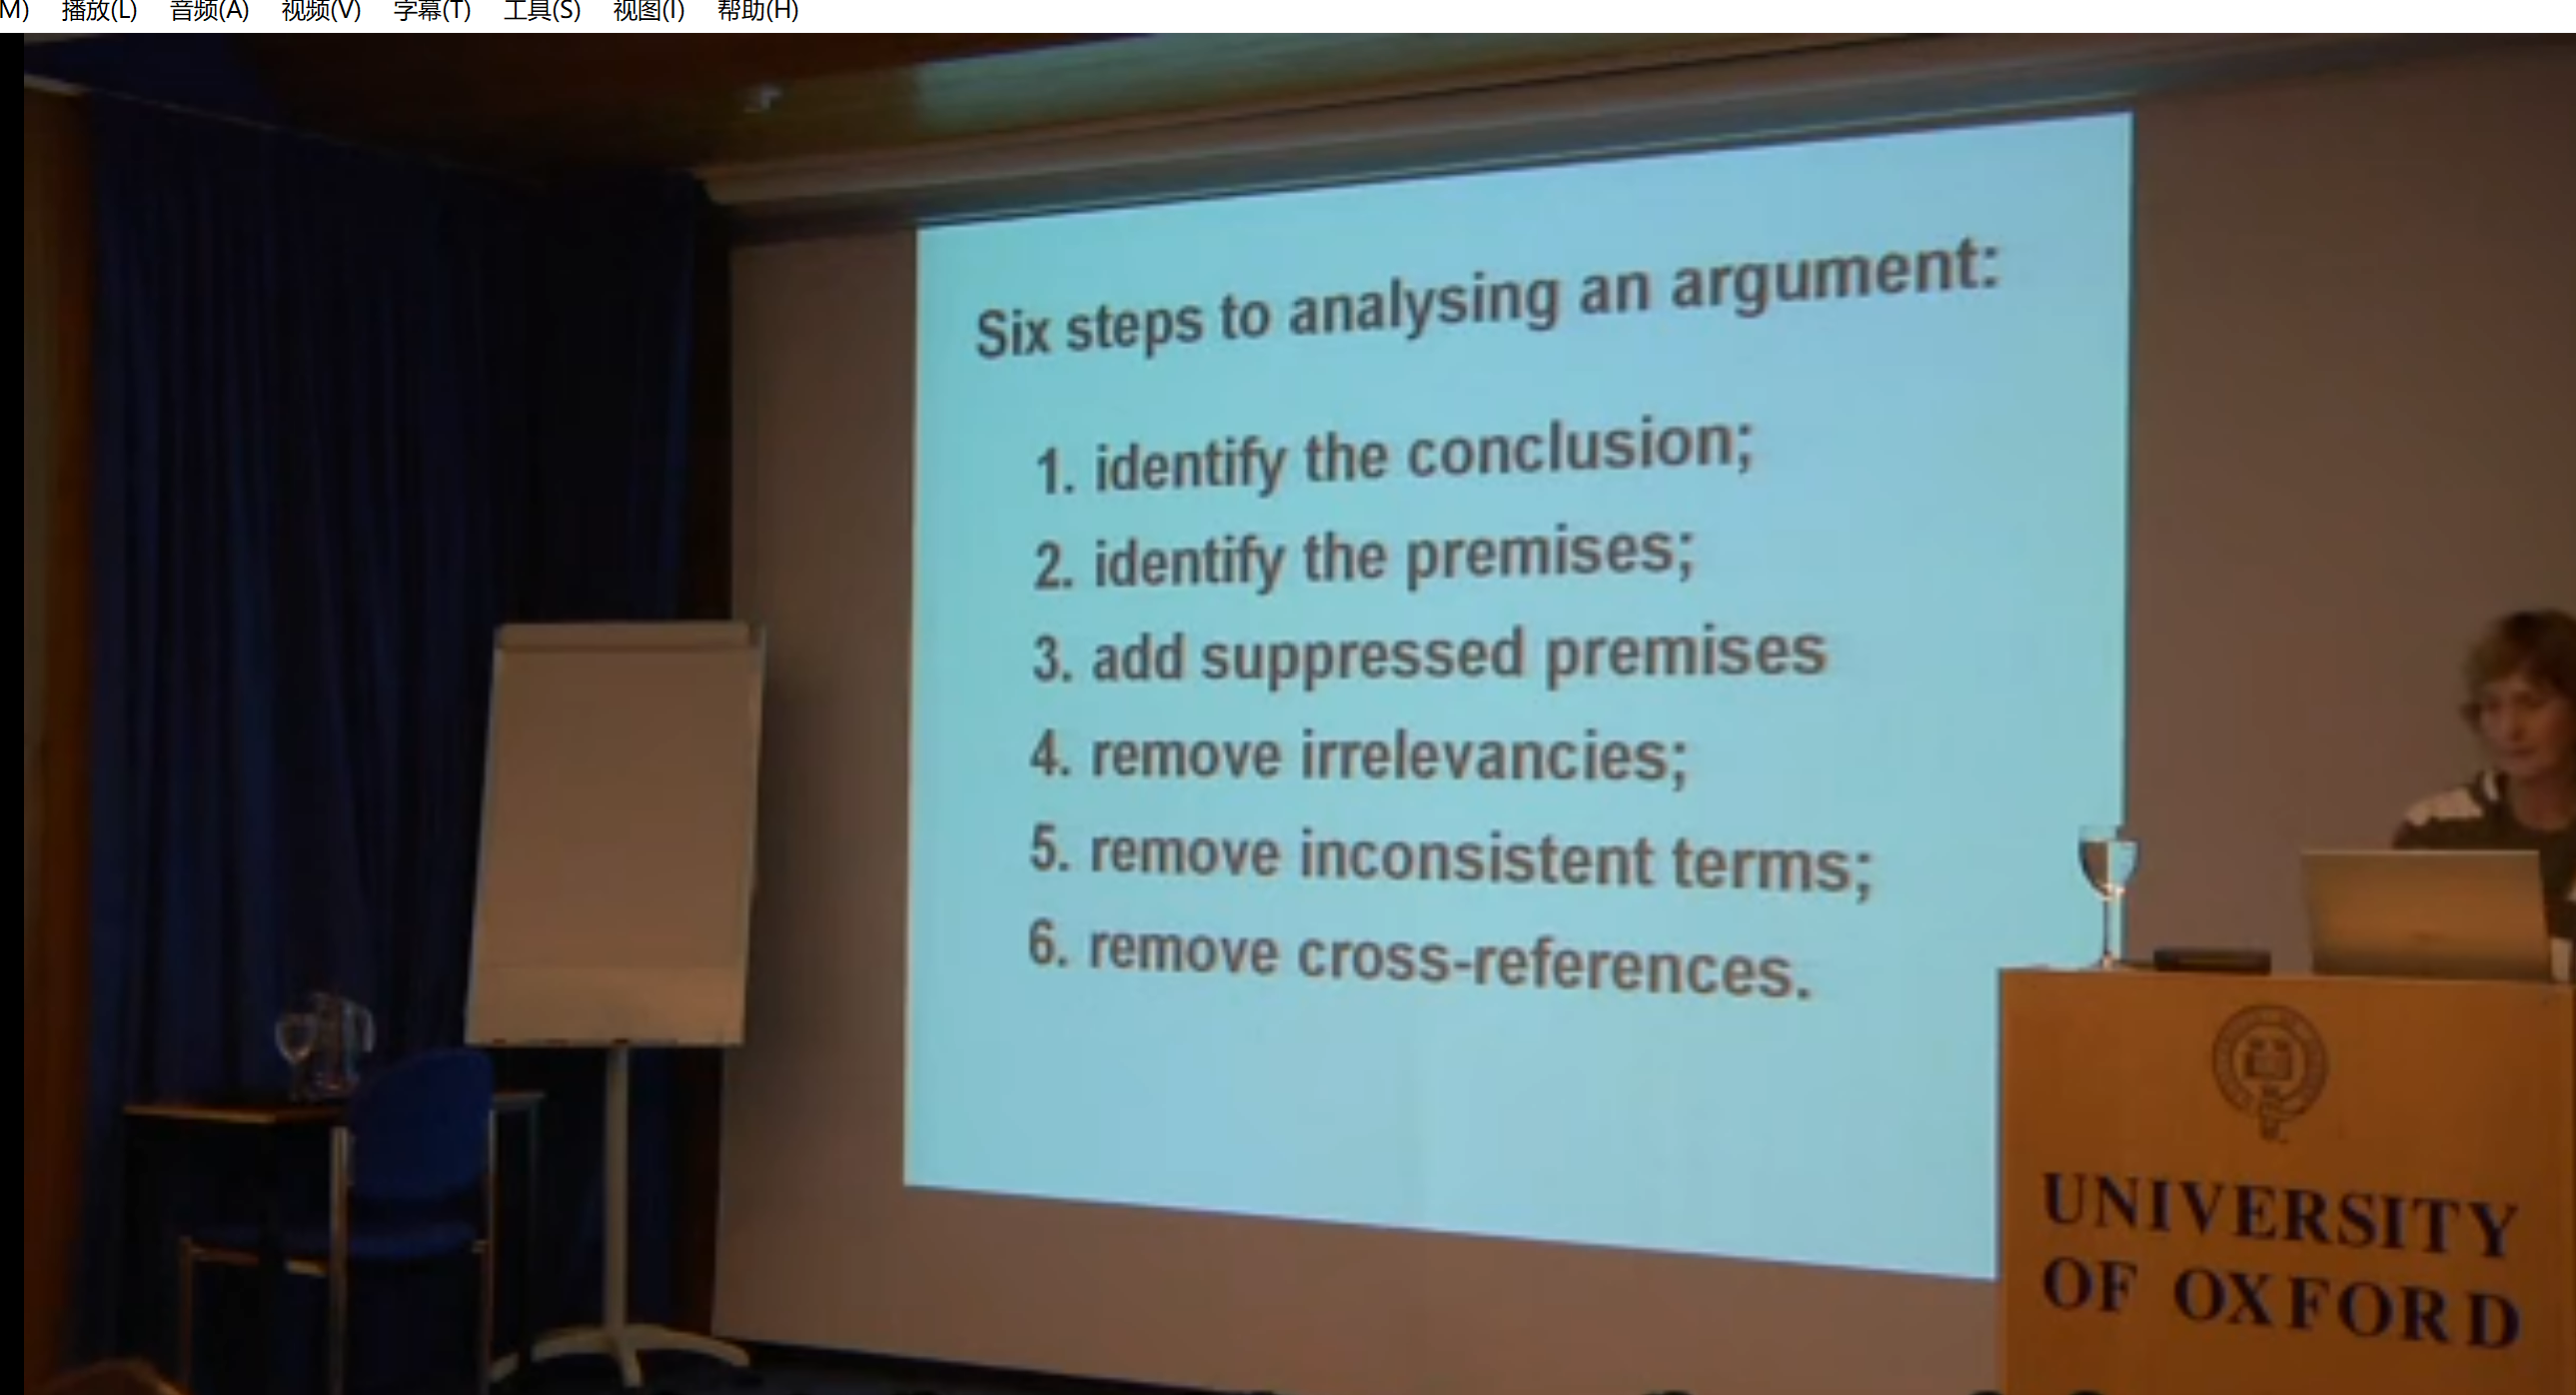 M) 播放(L) 音频(A) 视频(V) 字幕(T) 工具(S) 视图(I) 帮助(H)
Six steps to analysing an argument:
1. identify the conclusion;
2. identify the premises;
3. add suppressed premises
4. remove irrelevancies;
5. remove inconsistent terms;
6. remove cross-references.
UNIVERSITY
OF OXFORD